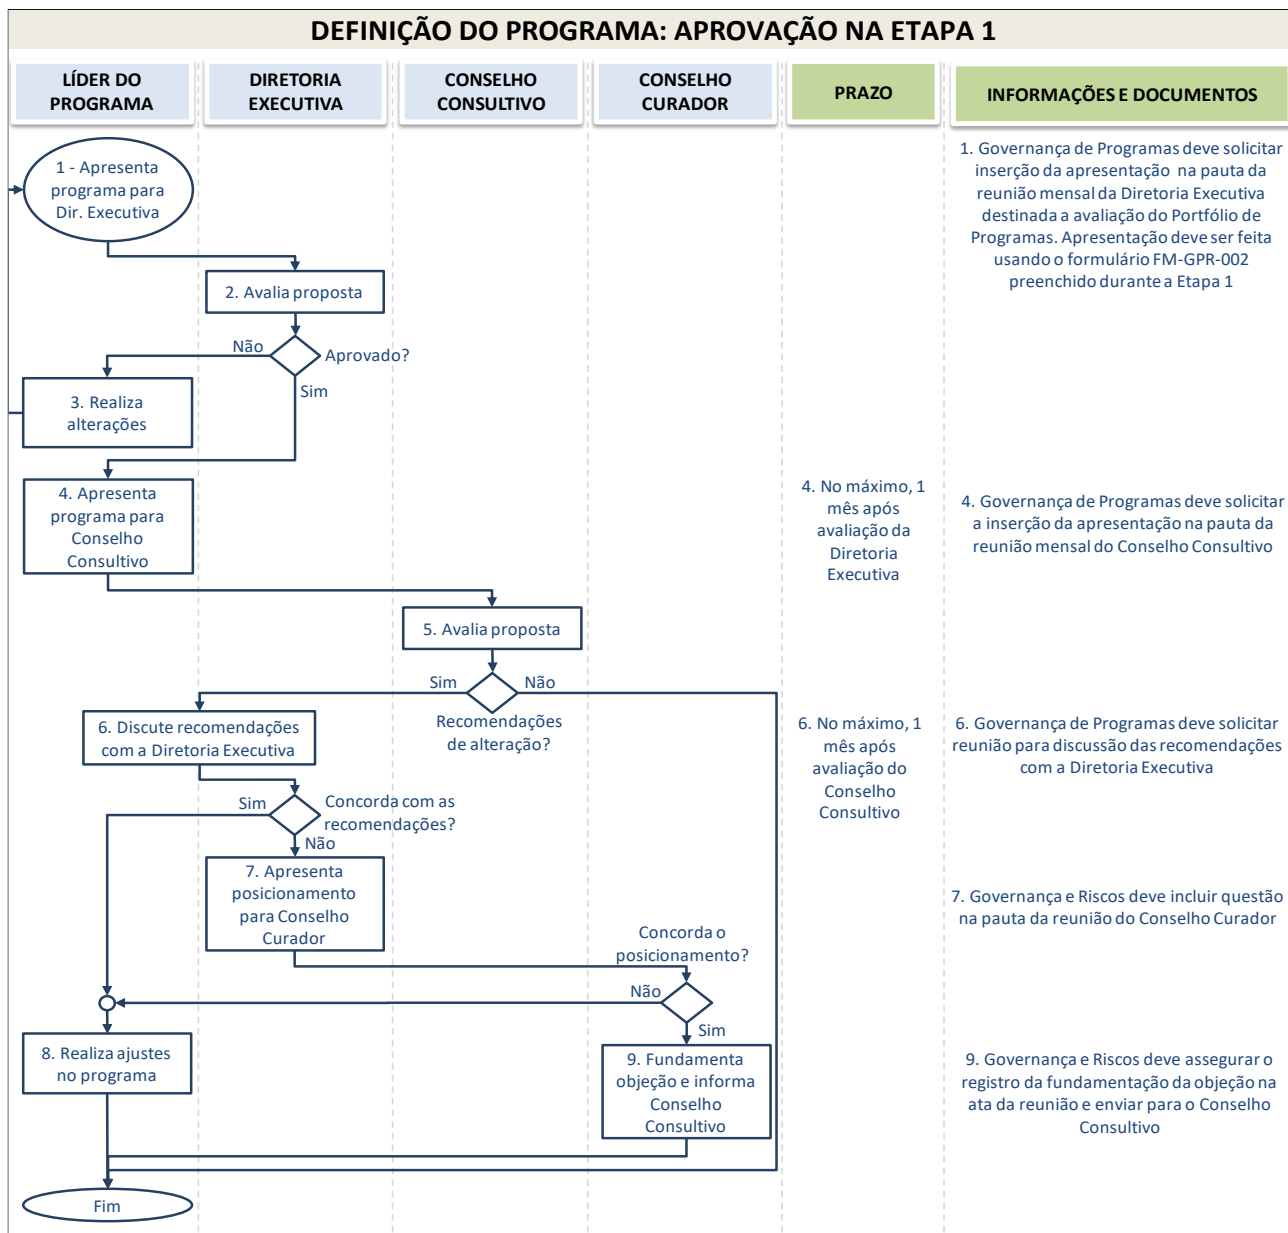 DEFINIÇÃO DO PROGRAMA: APROVAÇÃO NA ETAPA 1
LÍDER DO
PROGRAMA
DIRETORIA
EXECUTIVA
CONSELHO
CONSULTIVO
CONSELHO
CURADOR
PRAZO
INFORMAÇÕES E DOCUMENTOS
1 - Apresenta
programa para
Dir. Executiva
1. Governança de Programas deve solicitar
inserção da apresentação na pauta da
reunião mensal da Diretoria Executiva
destinada a avaliação do Portfólio de
Programas. Apresentação deve ser feita
usando o formulário FM-GPR-002
preenchido durante a Etapa 1
2. Avalia proposta
Não
Aprovado?
Sim
3. Realiza
alterações
4. Apresenta
programa para
Conselho
Consultivo
4. No máximo, 1
mês após
avaliação da
Diretoria
Executiva
4. Governança de Programas deve solicitar
a inserção da apresentação na pauta da
reunião mensal do Conselho Consultivo
5. Avalia proposta
Sim
Não
Recomendações
de alteração?
6. Discute recomendações
com a Diretoria Executiva
6. No máximo, 1
mês após
avaliação do
Conselho
Consultivo
6. Governança de Programas deve solicitar
reunião para discussão das recomendações
com a Diretoria Executiva
Sim
Concorda com as
recomendações?
Não
7. Apresenta
posicionamento
para Conselho
Curador
7. Governança e Riscos deve incluir questão
na pauta da reunião do Conselho Curador
Concorda o
posicionamento?
Não
Sim
8. Realiza ajustes
no programa
9. Fundamenta
objeção e informa
Conselho
Consultivo
9. Governança e Riscos deve assegurar o
registro da fundamentação da objeção na
ata da reunião e enviar para o Conselho
Consultivo
Fim